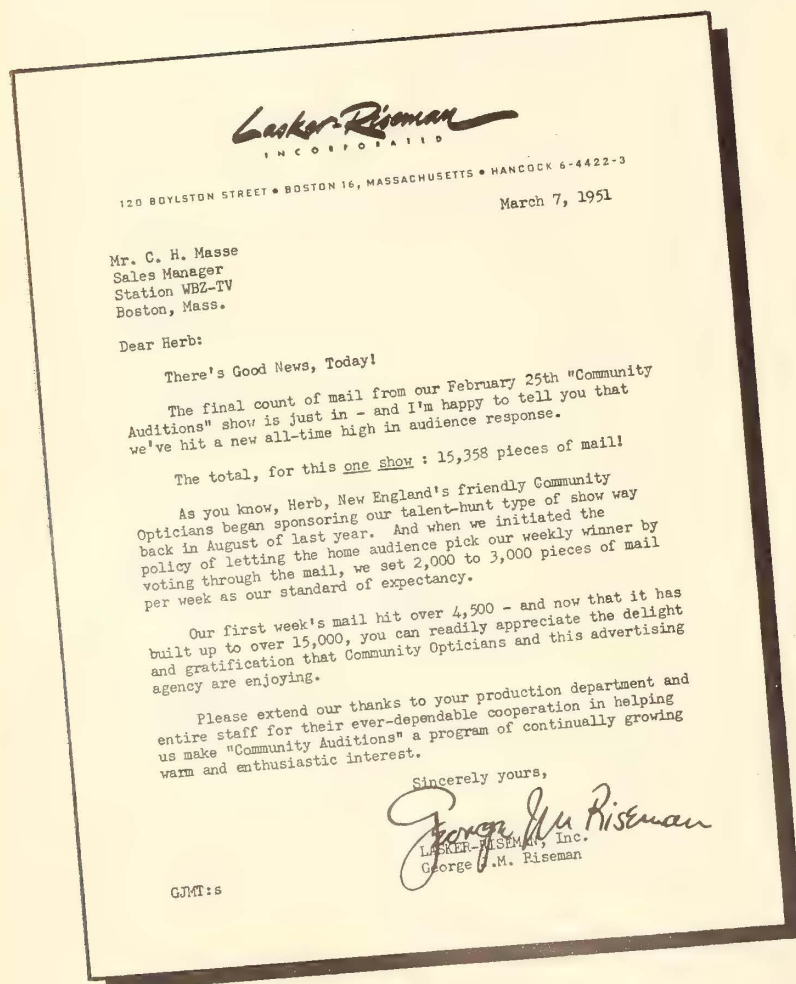 Lasker-Riseman
INCORPORATED
120 BOYLSTON STREET • BOSTON 16, MASSACHUSETTS • HANCOCK 6-4422-3
March 7, 1951
Mr. C. H. Masse
Sales Manager
Station WBZ-TV
Boston, Mass.
Dear Herb:
There's Good News, Today!
The final count of mail from our February 25th "Community
Auditions" show is just in - and I'm happy to tell you that
we've hit a new all-time high in audience response.
The total, for this one show : 15,358 pieces of mail!
As you know, Herb, New England's friendly Community
Opticians began sponsoring our talent-hunt type of show way
back in August of last year. And when we initiated the
policy of letting the home audience pick our weekly winner by
voting through the mail, we set 2,000 to 3,000 pieces of mail
per week as our standard of expectancy.
Our first week's mail hit over 4,500 - and now that it has
built up to over 15,000, you can readily appreciate the delight
and gratification that Community Opticians and this advertising
agency are enjoying.
Please extend our thanks to your production department and
entire staff for their ever-dependable cooperation in helping
us make "Community Auditions" a program of continually growing
warm and enthusiastic interest.
Sincerely yours,
George JM Riseman
LASKER-RISEMAN, Inc.
George J.M. Riseman
GJMT:s